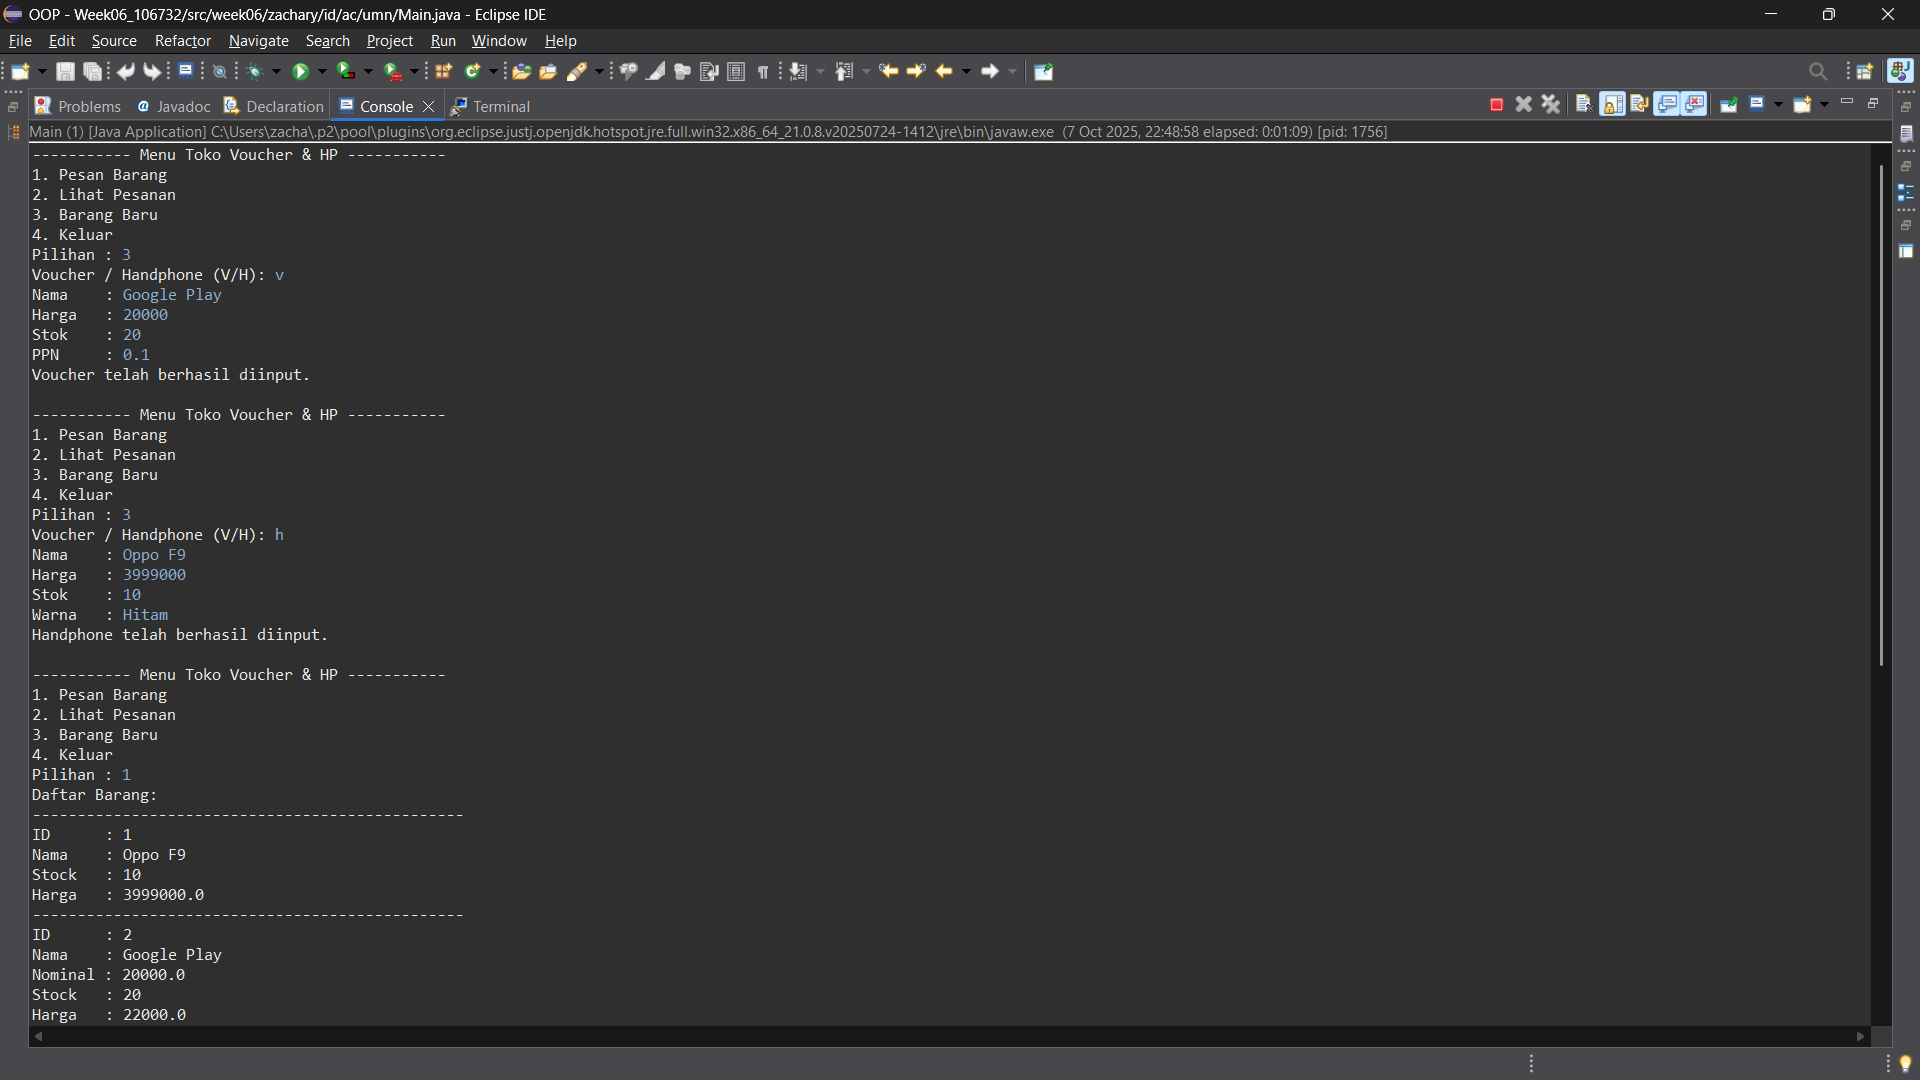 OOP - Week06_106732/src/week06/zachary/id/ac/umn/Main.java - Eclipse IDE
File Edit Source Refactor Navigate Search Project Run Window Help
Problems Javadoc Declaration Console Terminal
Main (1) [Java Application] C:\Users\zacha\.p2\pool\plugins\org.eclipse.justj.openjdk.hotspot.jre.full.win32.x86_64_21.0.8.v20250724-1412\jre\bin\javaw.exe (7 Oct 2025, 22:48:58 elapsed: 0:01:09) [pid: 1756]
----------- Menu Toko Voucher & HP -----------
1. Pesan Barang
2. Lihat Pesanan
3. Barang Baru
4. Keluar
Pilihan : 3
Voucher / Handphone (V/H): v
Nama    : Google Play
Harga   : 20000
Stok    : 20
PPN     : 0.1
Voucher telah berhasil diinput.
----------- Menu Toko Voucher & HP -----------
1. Pesan Barang
2. Lihat Pesanan
3. Barang Baru
4. Keluar
Pilihan : 3
Voucher / Handphone (V/H): h
Nama    : Oppo F9
Harga   : 3999000
Stok    : 10
Warna   : Hitam
Handphone telah berhasil diinput.
----------- Menu Toko Voucher & HP -----------
1. Pesan Barang
2. Lihat Pesanan
3. Barang Baru
4. Keluar
Pilihan : 1
Daftar Barang:
------------------------------------------------
ID      : 1
Nama    : Oppo F9
Stock   : 10
Harga   : 3999000.0
------------------------------------------------
ID      : 2
Nama    : Google Play
Nominal : 20000.0
Stock   : 20
Harga   : 22000.0